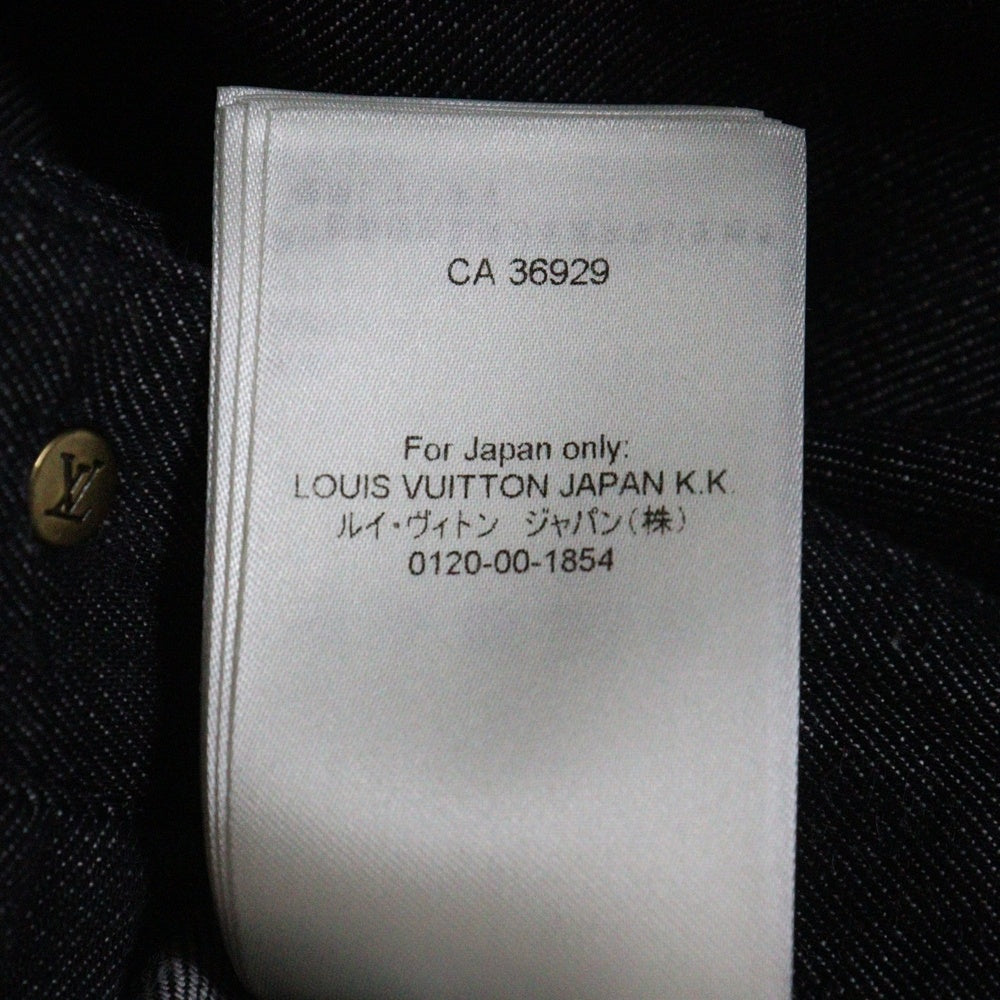 CA 36929
For Japan only:
LOUIS VUITTON JAPAN K.K.
ルイ・ヴィトン ジャパン(株)
0120-00-1854
LV